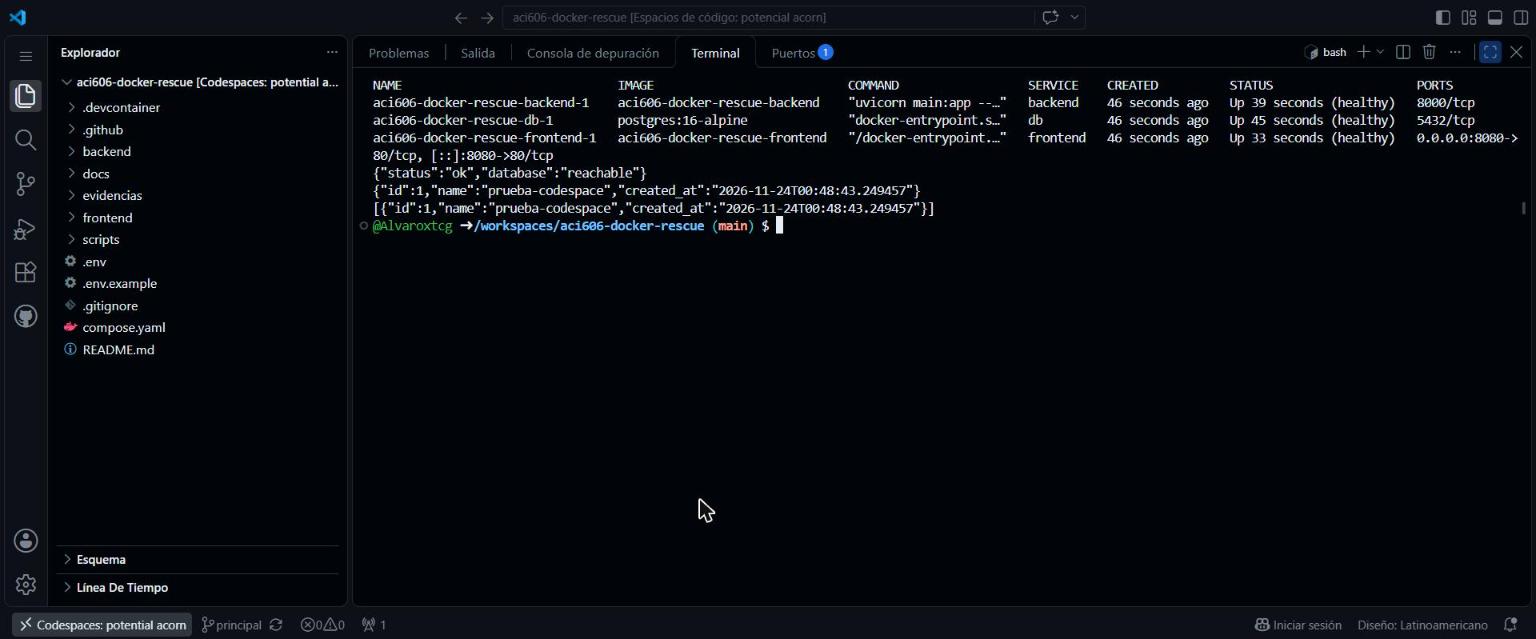 aci606-docker-rescue [Espacios de código: potencial acorn]
Explorador
aci606-docker-rescue [Codespaces: potential a...
.devcontainer
.github
backend
docs
evidencias
frontend
scripts
.env
.env.example
.gitignore
compose.yaml
README.md
Esquema
Línea De Tiempo
Problemas Salida Consola de depuración Terminal Puertos 1
bash
NAME IMAGE COMMAND SERVICE CREATED STATUS PORTS
aci606-docker-rescue-backend-1 aci606-docker-rescue-backend "uvicorn main:app --…" backend 46 seconds ago Up 39 seconds (healthy) 8000/tcp
aci606-docker-rescue-db-1 postgres:16-alpine "docker-entrypoint.s…" db 46 seconds ago Up 45 seconds (healthy) 5432/tcp
aci606-docker-rescue-frontend-1 aci606-docker-rescue-frontend "/docker-entrypoint.…" frontend 46 seconds ago Up 33 seconds (healthy) 0.0.0.0:8080->
80/tcp, [::]:8080->80/tcp
{"status":"ok","database":"reachable"}
{"id":1,"name":"prueba-codespace","created_at":"2026-11-24T00:48:43.249457"}
[{"id":1,"name":"prueba-codespace","created_at":"2026-11-24T00:48:43.249457"}]
@Alvaroxtcg ➜/workspaces/aci606-docker-rescue (main) $
Codespaces: potential acorn principal 0 0 1 Iniciar sesión Diseño: Latinoamericano